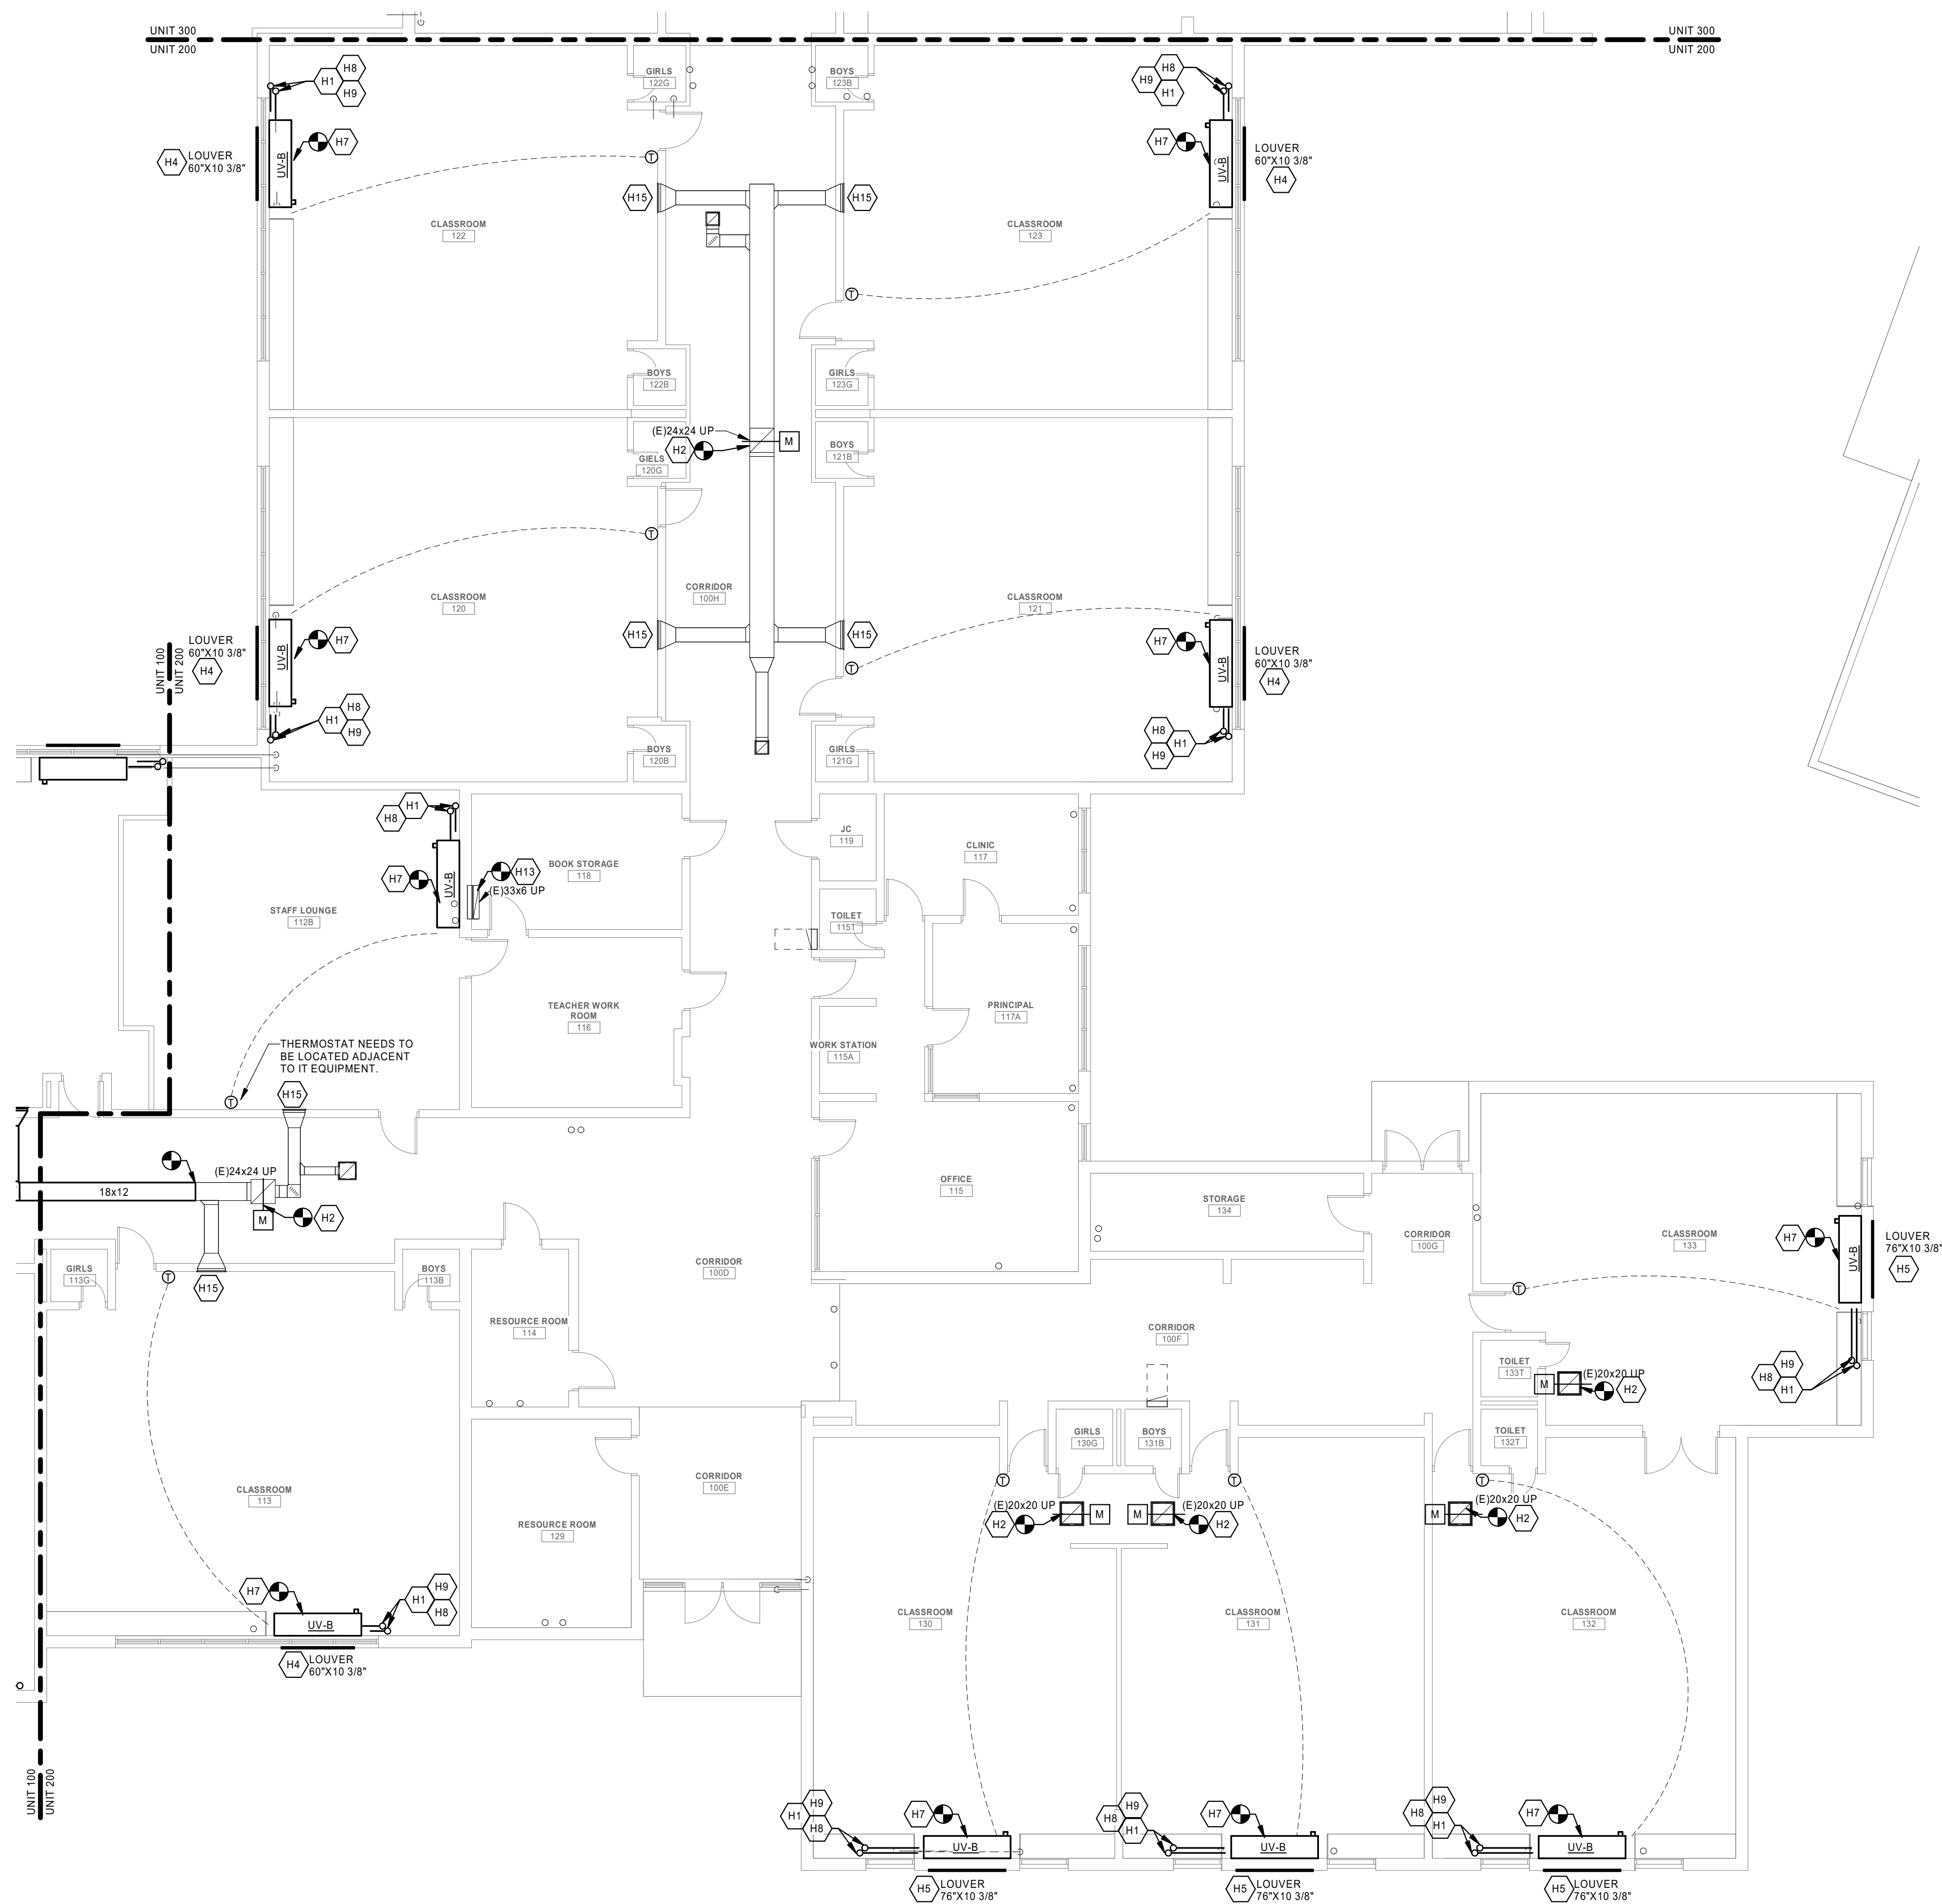 UNIT 300
UNIT 200
UNIT 300
UNIT 200
H8
H1
H9
GIRLS
122G
BOYS
123B
H8
H9
H1
H4
LOUVER
60"X10 3/8"
UV-B
H7
T
H7
UV-B
LOUVER
60"X10 3/8"
H4
H15
H15
CLASSROOM
122
CLASSROOM
123
T
BOYS
122B
GIRLS
123G
(E)24x24 UP
H2
M
GIELS
120G
BOYS
121B
T
CLASSROOM
120
CORRIDOR
100H
CLASSROOM
121
UNIT 100
UNIT 200
LOUVER
60"X10 3/8"
H4
UV-B
H7
H15
H15
T
H7
UV-B
LOUVER
60"X10 3/8"
H4
H8
H1
H9
BOYS
120B
GIRLS
121G
H8
H1
H9
H1
H8
H7
UV-B
H13
(E)33x6 UP
BOOK STORAGE
118
JC
119
CLINIC
117
STAFF LOUNGE
112B
TOILET
115T
TEACHER WORK
ROOM
116
PRINCIPAL
117A
WORK STATION
115A
THERMOSTAT NEEDS TO
BE LOCATED ADJACENT
TO IT EQUIPMENT.
T
H15
(E)24x24 UP
18x12
M
H2
OFFICE
115
STORAGE
134
CORRIDOR
100G
CLASSROOM
133
H7
UV-B
LOUVER
76"X10 3/8"
H5
GIRLS
113G
T
H15
BOYS
113B
CORRIDOR
100D
T
RESOURCE ROOM
114
CORRIDOR
100F
TOILET
133T
M
(E)20x20 UP
H2
H9
H8
H1
TOILET
132T
GIRLS
130G
BOYS
131B
CORRIDOR
100E
CLASSROOM
113
RESOURCE ROOM
129
T
T
T
(E)20x20 UP
H2
M
M
(E)20x20 UP
H2
M
(E)20x20 UP
H2
H7
UV-B
H9
H1
H8
H4
LOUVER
60"X10 3/8"
CLASSROOM
130
CLASSROOM
131
CLASSROOM
132
UNIT 100
UNIT 200
H9
H1
H8
H7
UV-B
H9
H8
H1
H7
UV-B
H9
H8
H1
H7
UV-B
H5
LOUVER
76"X10 3/8"
H5
LOUVER
76"X10 3/8"
H5
LOUVER
76"X10 3/8"